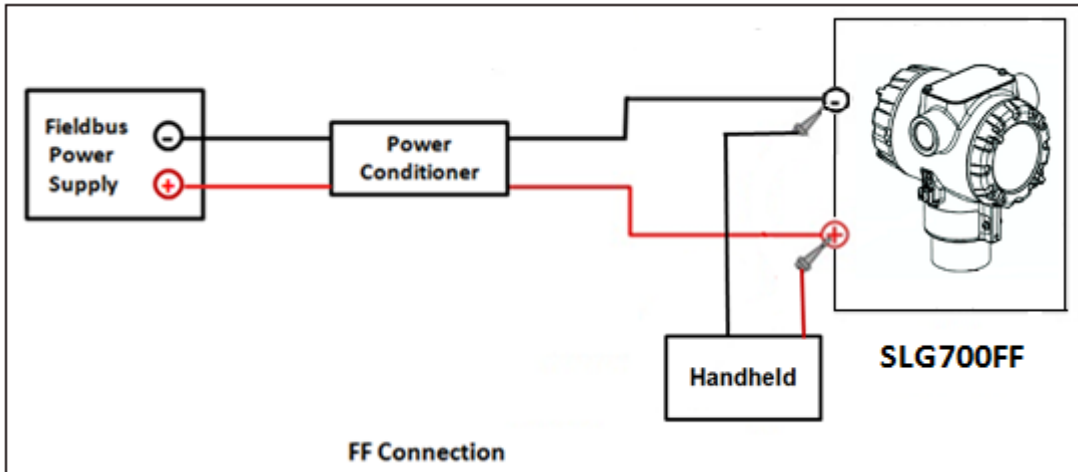 Fieldbus
Power
Supply
-
+
Power
Conditioner
-
+
Handheld
SLG700FF
FF Connection